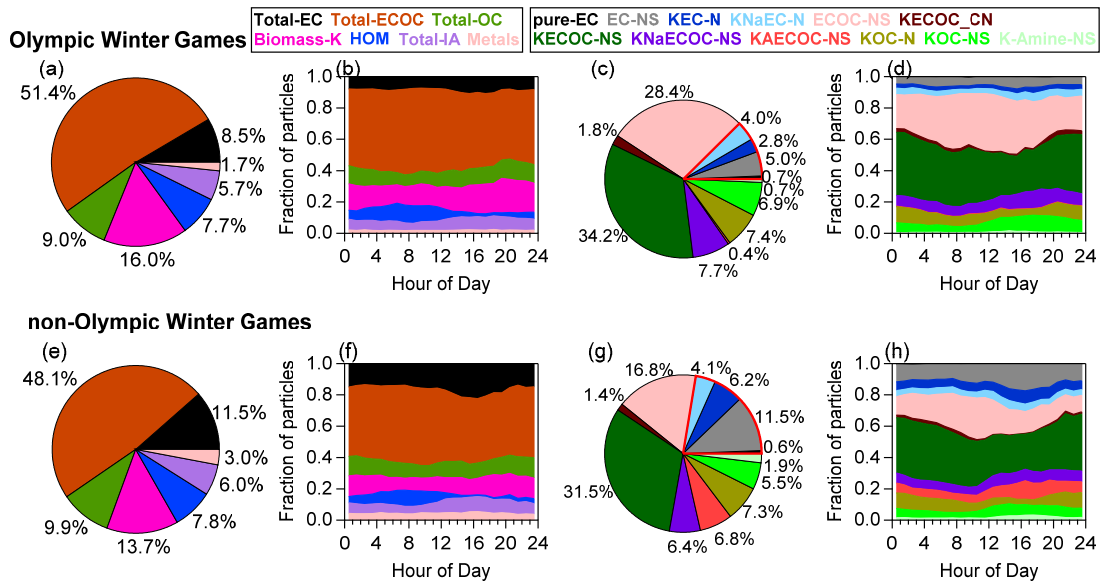 Total-EC Total-ECOC Total-OC
Biomass-K HOM Total-IA Metals
pure-EC EC-NS KEC-N KNaEC-N ECOC-NS KECOC_CN
KECOC-NS KNaECOC-NS KAECOC-NS KOC-N KOC-NS K-Amine-NS
Olympic Winter Games
(a)
51.4%
8.5%
1.7%
5.7%
7.7%
16.0%
9.0%
(b)
Fraction of particles
1.0
0.8
0.6
0.4
0.2
0.0
0 4 8 12 16 20 24
Hour of Day
(c)
28.4%
4.0%
2.8%
5.0%
0.7%
0.7%
6.9%
7.4%
0.4%
7.7%
34.2%
1.8%
(d)
Fraction of particles
1.0
0.8
0.6
0.4
0.2
0.0
0 4 8 12 16 20 24
Hour of Day
non-Olympic Winter Games
(e)
48.1%
11.5%
3.0%
6.0%
7.8%
13.7%
9.9%
(f)
Fraction of particles
1.0
0.8
0.6
0.4
0.2
0.0
0 4 8 12 16 20 24
Hour of Day
(g)
16.8%
4.1%
6.2%
11.5%
0.6%
1.9%
5.5%
7.3%
6.8%
6.4%
31.5%
1.4%
(h)
Fraction of particles
1.0
0.8
0.6
0.4
0.2
0.0
0 4 8 12 16 20 24
Hour of Day